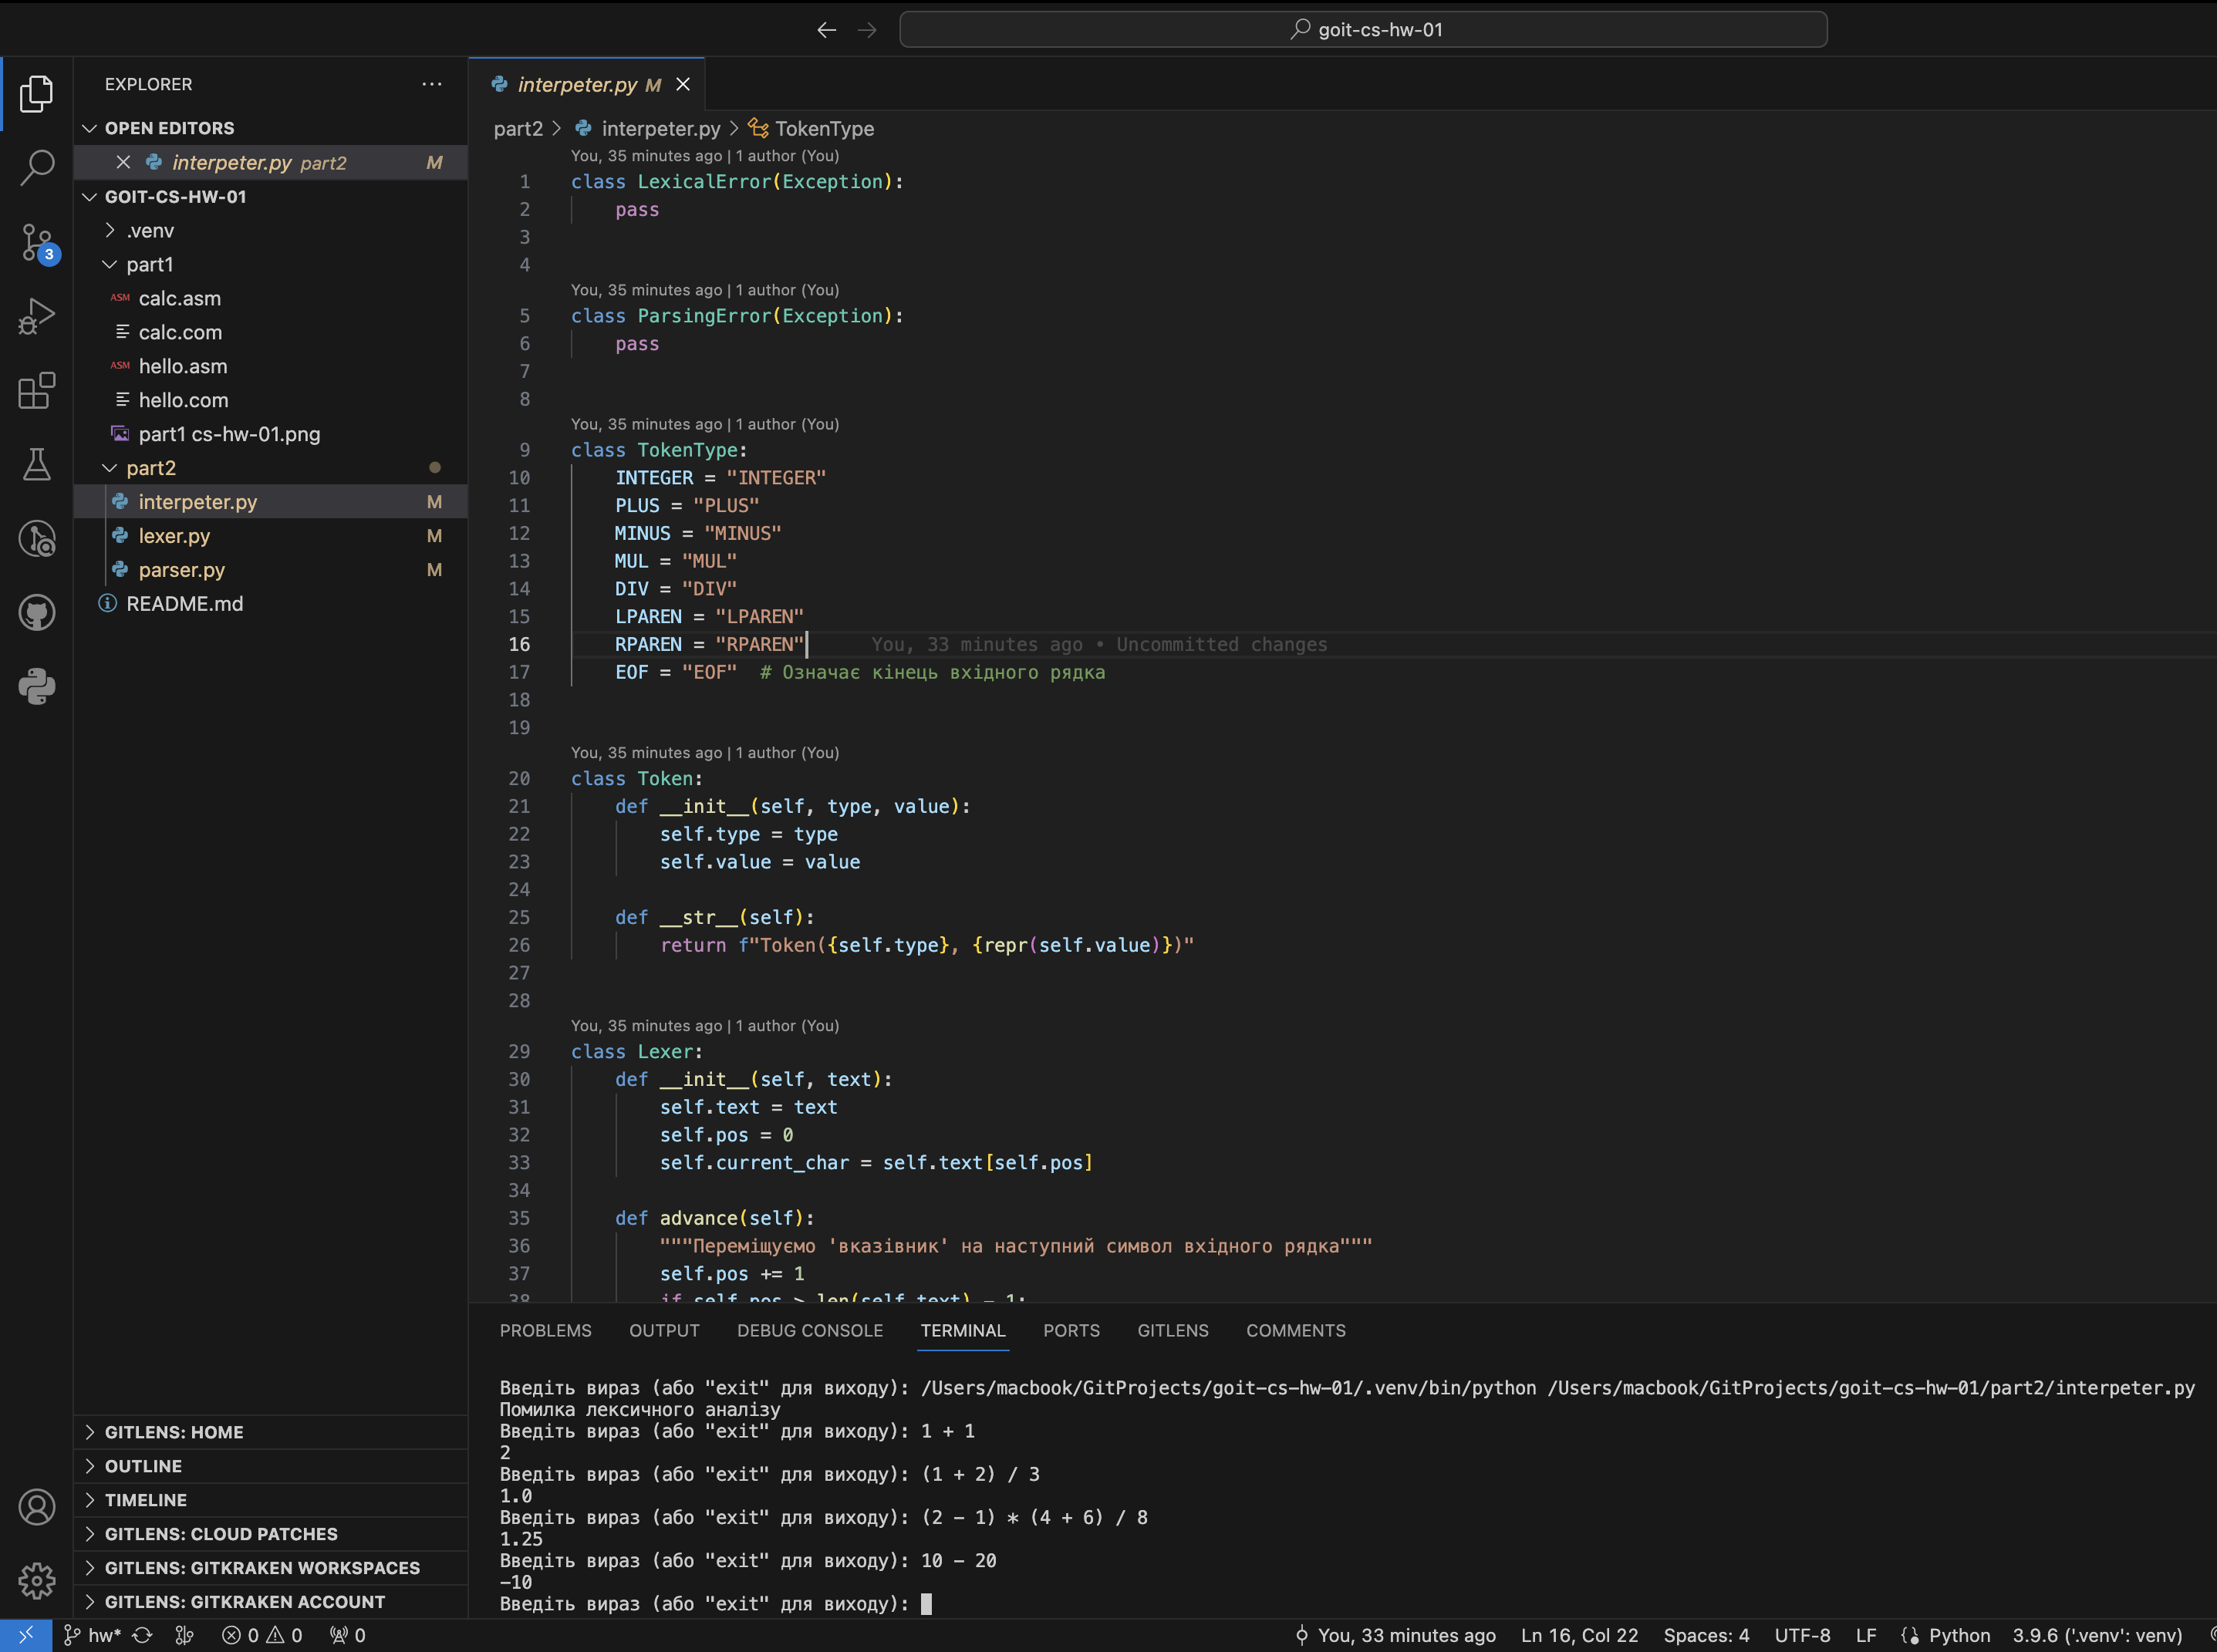 goit-cs-hw-01
EXPLORER
OPEN EDITORS
interpeter.py part2 M
GOIT-CS-HW-01
.venv
part1
ASM calc.asm
calc.com
ASM hello.asm
hello.com
part1 cs-hw-01.png
part2
interpeter.py M
lexer.py M
parser.py M
README.md
3
GITLENS: HOME
OUTLINE
TIMELINE
GITLENS: CLOUD PATCHES
GITLENS: GITKRAKEN WORKSPACES
GITLENS: GITKRAKEN ACCOUNT
interpeter.py M
part2 > interpeter.py > TokenType
You, 35 minutes ago | 1 author (You)
1 class LexicalError(Exception):
2     pass
3
4
You, 35 minutes ago | 1 author (You)
5 class ParsingError(Exception):
6     pass
7
8
You, 35 minutes ago | 1 author (You)
9 class TokenType:
10     INTEGER = "INTEGER"
11     PLUS = "PLUS"
12     MINUS = "MINUS"
13     MUL = "MUL"
14     DIV = "DIV"
15     LPAREN = "LPAREN"
16     RPAREN = "RPAREN" You, 33 minutes ago • Uncommitted changes
17     EOF = "EOF"  # Означає кінець вхідного рядка
18
19
You, 35 minutes ago | 1 author (You)
20 class Token:
21     def __init__(self, type, value):
22         self.type = type
23         self.value = value
24
25     def __str__(self):
26         return f"Token({self.type}, {repr(self.value)})"
27
28
You, 35 minutes ago | 1 author (You)
29 class Lexer:
30     def __init__(self, text):
31         self.text = text
32         self.pos = 0
33         self.current_char = self.text[self.pos]
34
35     def advance(self):
36         """Переміщуємо 'вказівник' на наступний символ вхідного рядка"""
37         self.pos += 1
38         if self.pos > len(self.text) - 1:
PROBLEMS OUTPUT DEBUG CONSOLE TERMINAL PORTS GITLENS COMMENTS
Введіть вираз (або "exit" для виходу): /Users/macbook/GitProjects/goit-cs-hw-01/.venv/bin/python /Users/macbook/GitProjects/goit-cs-hw-01/part2/interpeter.py
Помилка лексичного аналізу
Введіть вираз (або "exit" для виходу): 1 + 1
2
Введіть вираз (або "exit" для виходу): (1 + 2) / 3
1.0
Введіть вираз (або "exit" для виходу): (2 - 1) * (4 + 6) / 8
1.25
Введіть вираз (або "exit" для виходу): 10 - 20
-10
Введіть вираз (або "exit" для виходу):
hw* 0 0 0 You, 33 minutes ago Ln 16, Col 22 Spaces: 4 UTF-8 LF Python 3.9.6 ('.venv': venv)